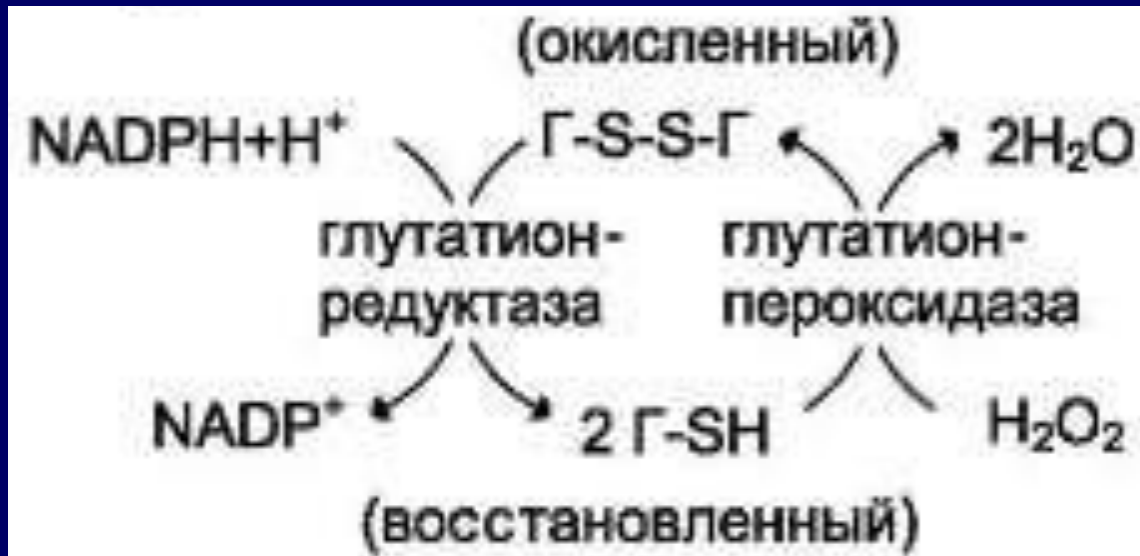 (окисленный)
NADPH+H⁺ Г-S-S-Г 2H₂O
глутатион- глутатион-
редуктаза пероксидаза
NADP⁺ 2 Г-SH H₂O₂
(восстановленный)